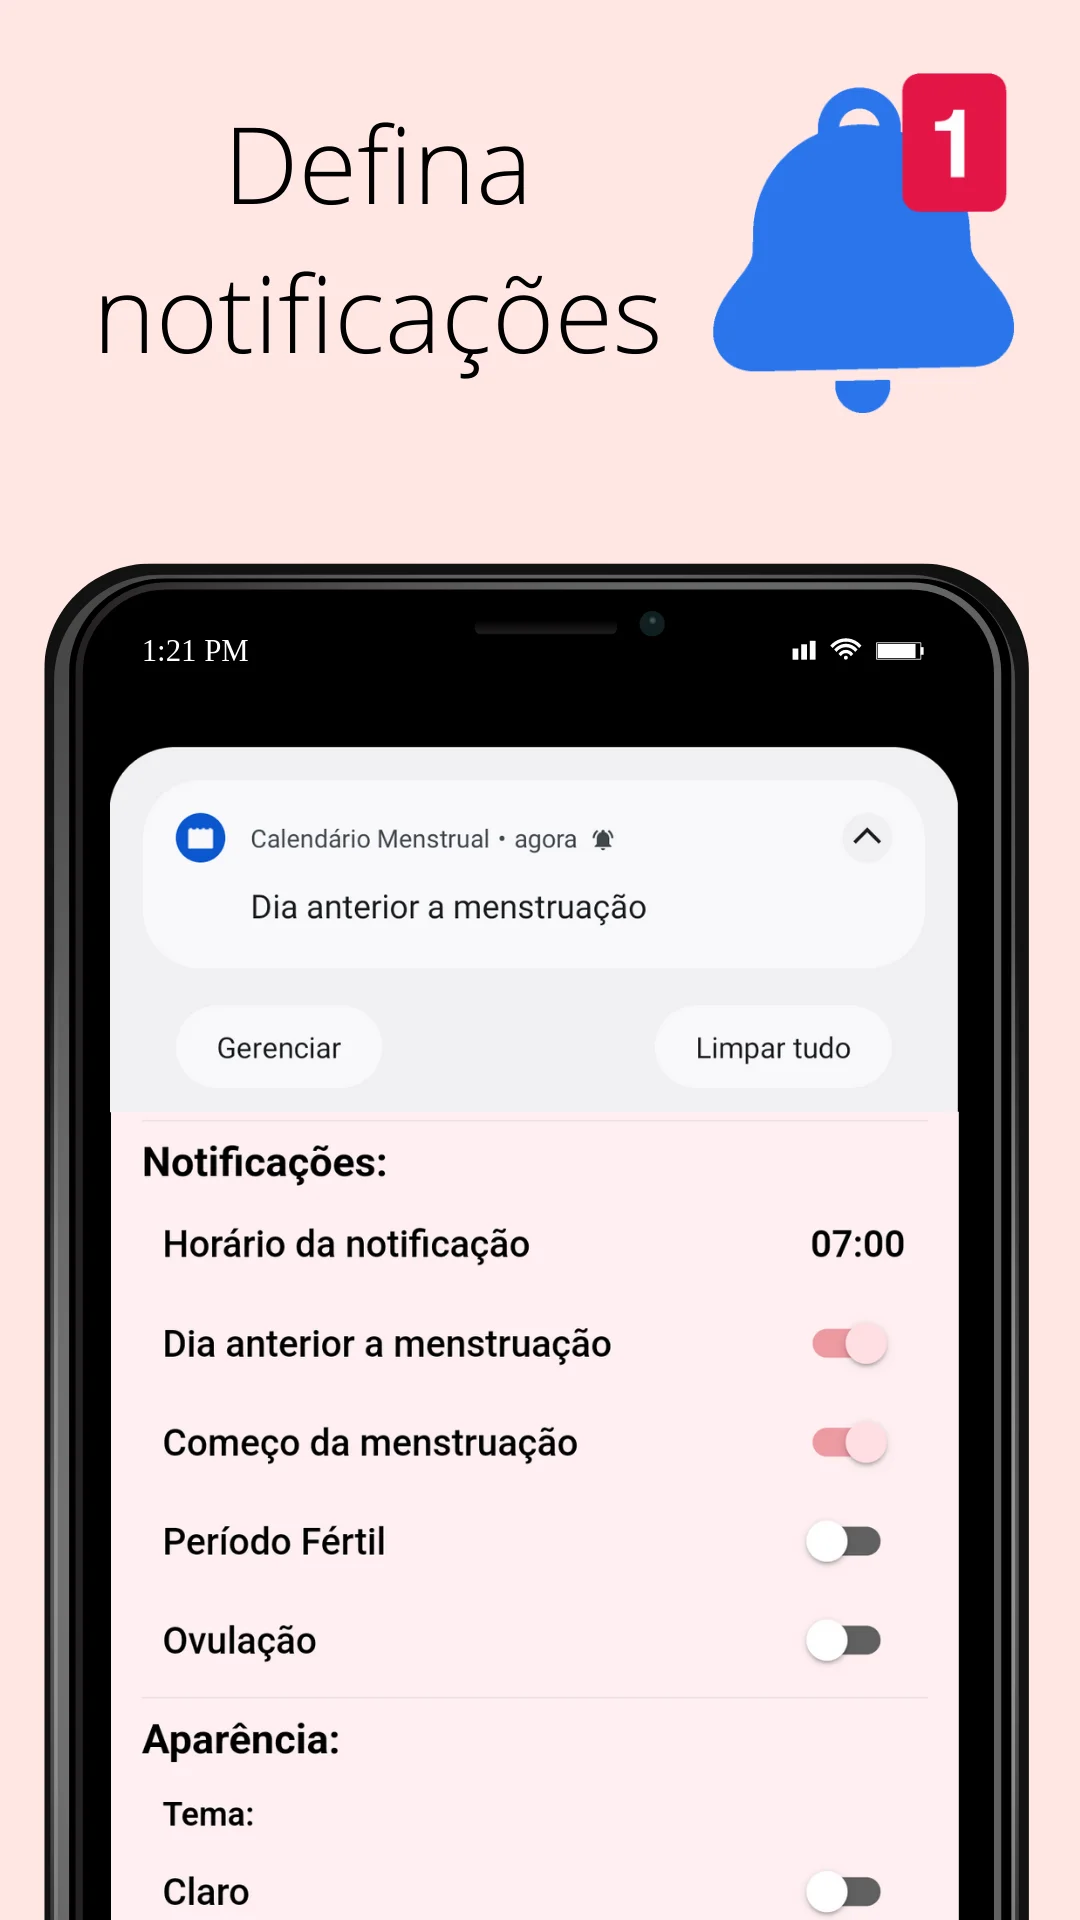 Defina
notificações
1
1:21 PM
Calendário Menstrual • agora
Dia anterior a menstruação
Gerenciar
Limpar tudo
Notificações:
Horário da notificação 07:00
Dia anterior a menstruação
Começo da menstruação
Período Fértil
Ovulação
Aparência:
Tema:
Claro